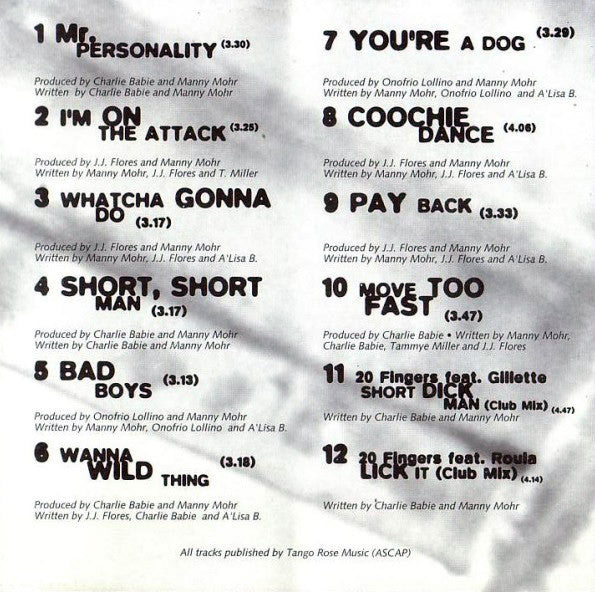 1 Mr.
PERSONALITY (3.30)
Produced by Charlie Babie and Manny Mohr
Written by Charlie Babie and Manny Mohr
2 I'M ON
THE ATTACK (3.25)
Produced by J.J. Flores and Manny Mohr
Written by Manny Mohr, J.J. Flores and T. Miller
3 WHATCHA GONNA
DO (3.17)
Produced by J.J. Flores and Manny Mohr
Written by Manny Mohr, J.J. Flores and A'Lisa B.
4 SHORT, SHORT
MAN (3.17)
Produced by Charlie Babie and Manny Mohr
Written by Charlie Babie and Manny Mohr
5 BAD
BOYS (3.13)
Produced by Onofrio Lollino and Manny Mohr
Written by Manny Mohr, Onofrio Lollino and A'Lisa B.
6 WANNA
WILD THING (3.18)
Produced by Charlie Babie and Manny Mohr
Written by J.J. Flores, Charlie Babie and A'Lisa B.
7 YOU'RE A DOG (3.29)
Produced by Onofrio Lollino and Manny Mohr
Written by Manny Mohr, Onofrio Lollino and A'Lisa B.
8 COOCHIE
DANCE (4.06)
Produced by J.J. Flores and Manny Mohr
Written by Manny Mohr, J.J. Flores and A'Lisa B.
9 PAY BACK (3.33)
Produced by J.J. Flores and Manny Mohr
Written by Manny Mohr, J.J. Flores and A'Lisa B.
10 MOVE TOO
FAST (3.47)
Produced by Charlie Babie • Written by Manny Mohr,
Charlie Babie, Tammye Miller and J.J. Flores
11 20 Fingers feat. Gillette
SHORT DICK
MAN (Club Mix) (4.47)
Written by Charlie Babie and Manny Mohr
12 20 Fingers feat. Roula
LICK IT (Club Mix) (4.14)
Written by Charlie Babie and Manny Mohr
All tracks published by Tango Rose Music (ASCAP)